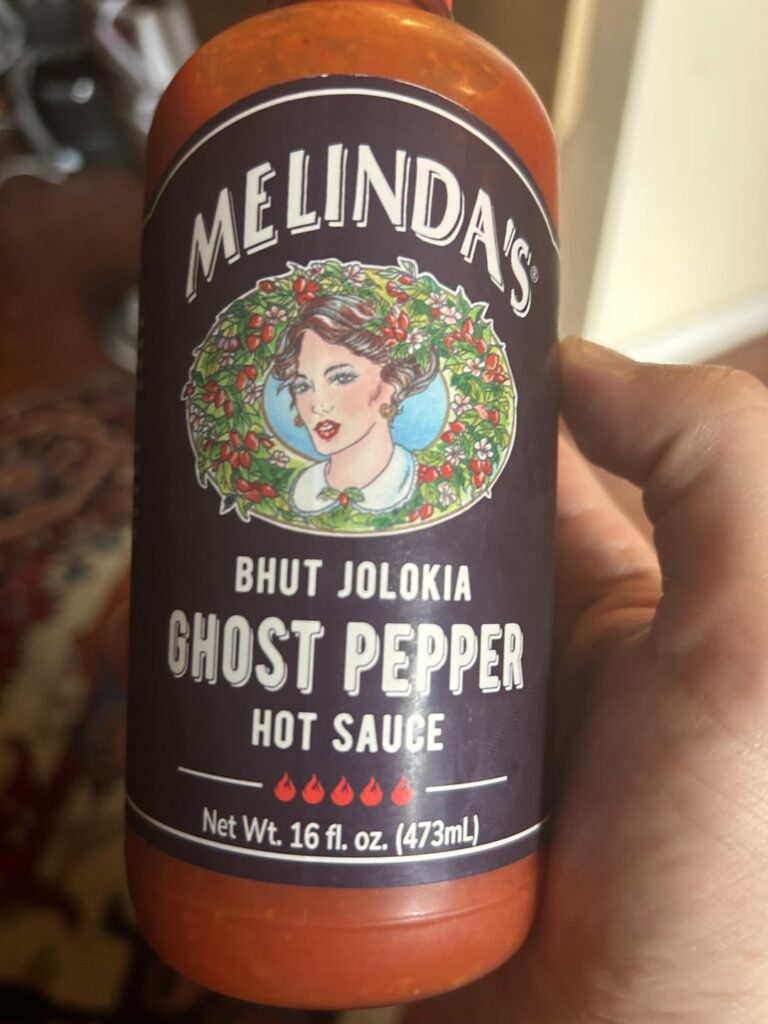 MELINDA'S®
BHUT JOLOKIA
GHOST PEPPER
HOT SAUCE
Net Wt. 16 fl. oz. (473mL)